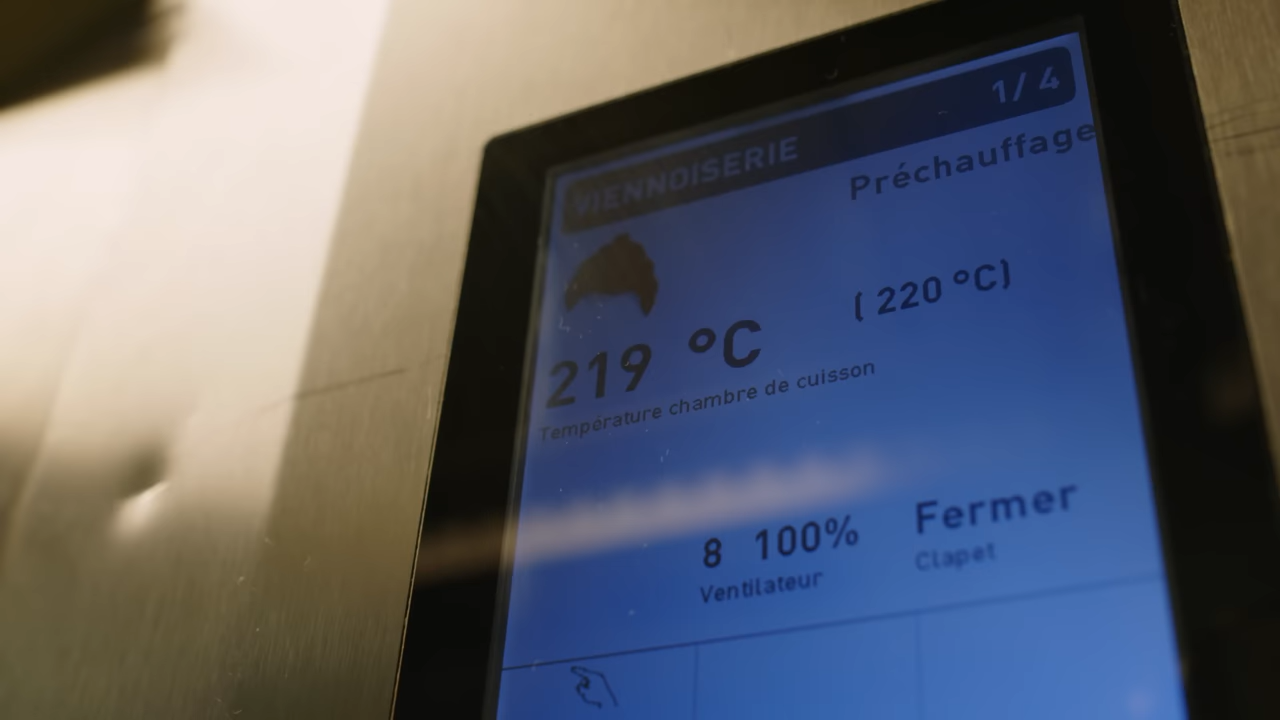 VIENNOISERIE 1/4
Préchauffage
219 °C (220 °C)
Température chambre de cuisson
8 100% Fermer
Ventilateur Clapet